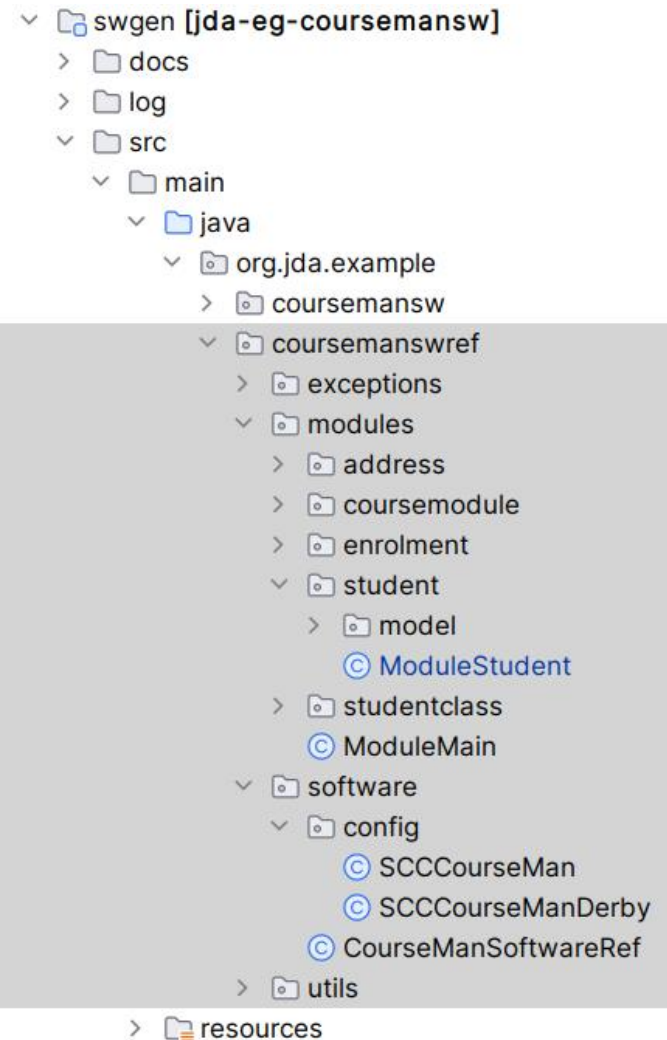 swgen [jda-eg-coursemansw]
docs
log
src
main
java
org.jda.example
coursemansw
coursemanswref
exceptions
modules
address
coursemodule
enrolment
student
model
ModuleStudent
studentclass
ModuleMain
software
config
SCCCourseMan
SCCCourseManDerby
CourseManSoftwareRef
utils
resources